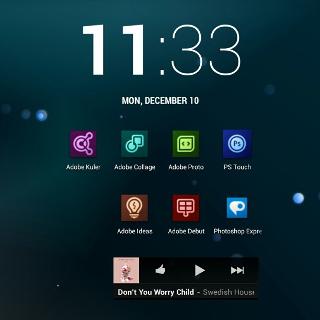 11:33
MON, DECEMBER 10
Adobe Kuler Adobe Collage Adobe Proto PS Touch
Ps
Adobe Ideas Adobe Debut Photoshop Expre
Don't You Worry Child - Swedish House